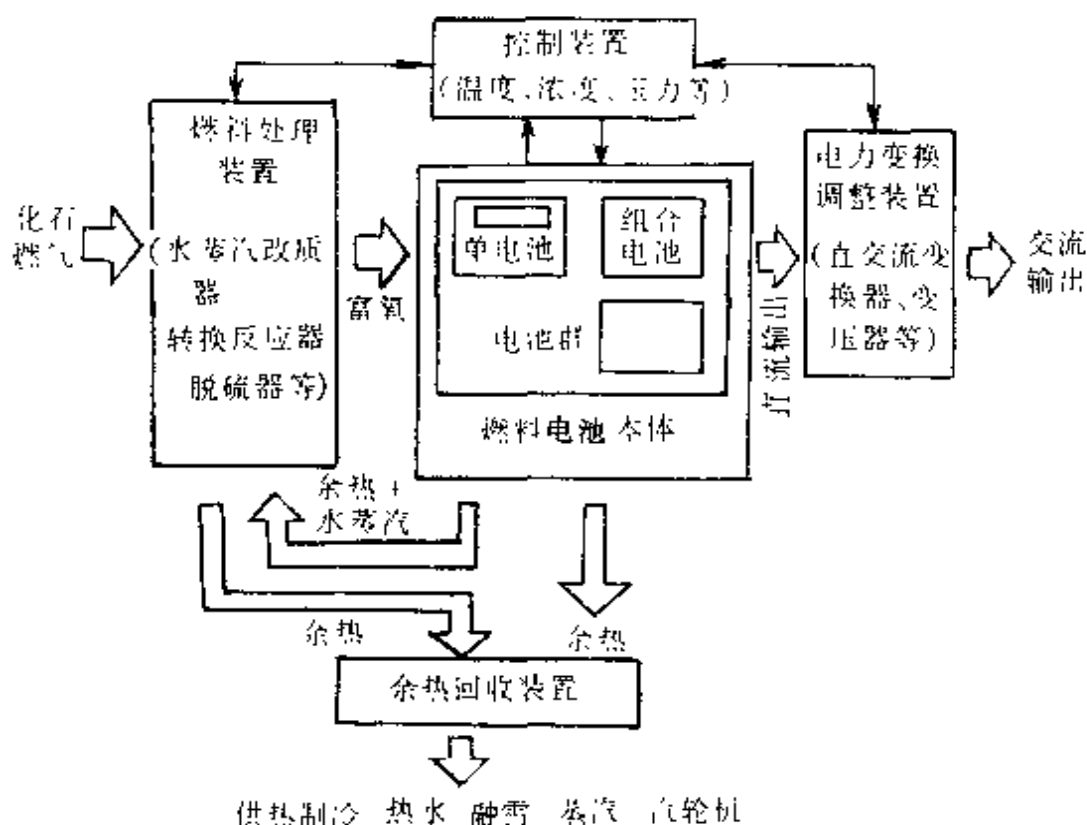 控制装置
(温度、浓度、压力等)
燃料处理
装置
(水蒸汽改质
器
转换反应器
脱硫器等)
化石
燃气
富氧
单电池
组合
电池
电池群
燃料电池本体
直流输出
电力变换
调整装置
(直交流变
换器、变
压器等)
交流
输出
余热+
水蒸汽
余热
余热
余热回收装置
供热制冷 热水 融雪 蒸汽 汽轮机